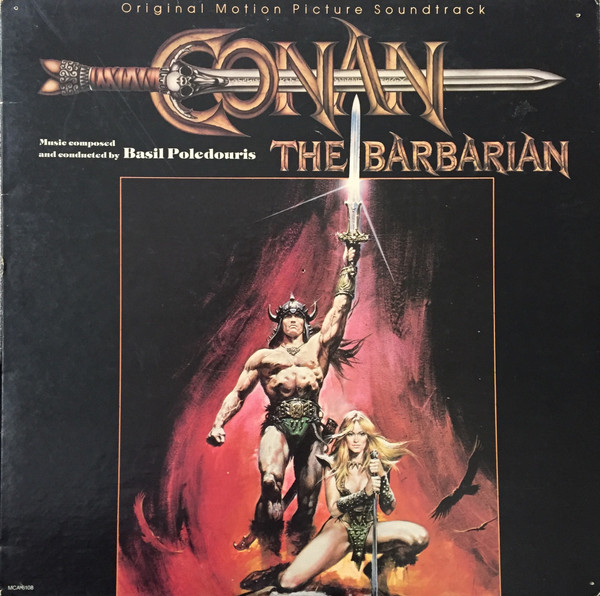 Original Motion Picture Soundtrack
CONAN
THE BARBARIAN
Music composed
and conducted by Basil Poledouris